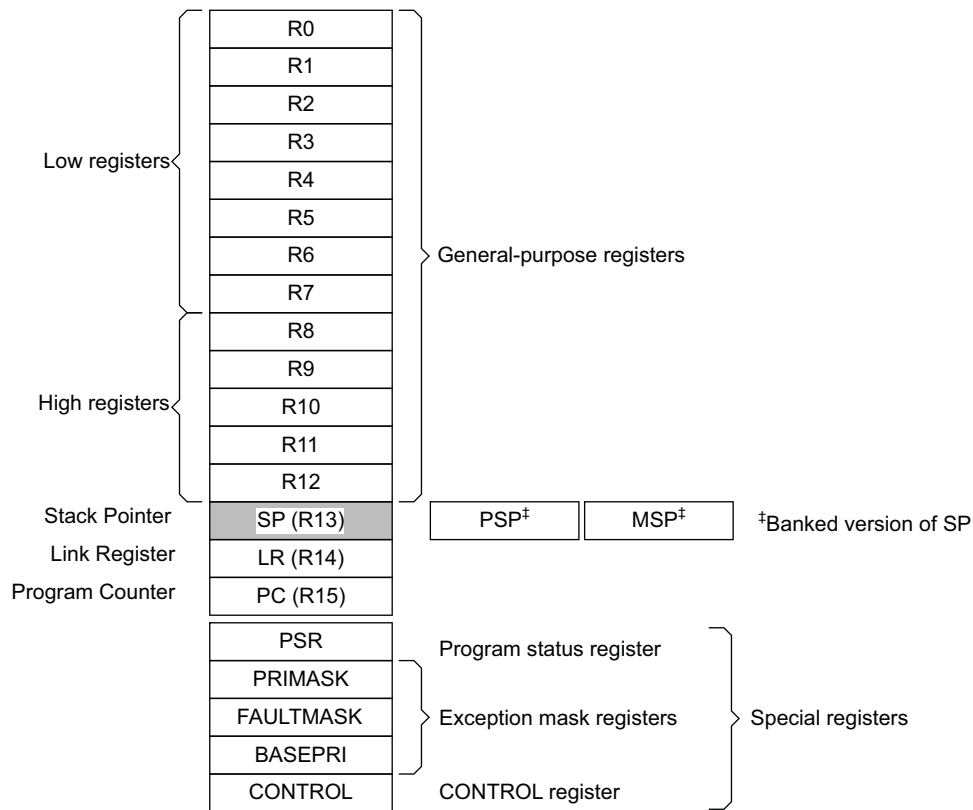 R0
R1
R2
R3
Low registers
R4
R5
R6
General-purpose registers
R7
R8
R9
High registers
R10
R11
R12
Stack Pointer SP (R13) PSP‡ MSP‡ ‡Banked version of SP
Link Register LR (R14)
Program Counter PC (R15)
PSR Program status register
PRIMASK
FAULTMASK Exception mask registers Special registers
BASEPRI
CONTROL CONTROL register